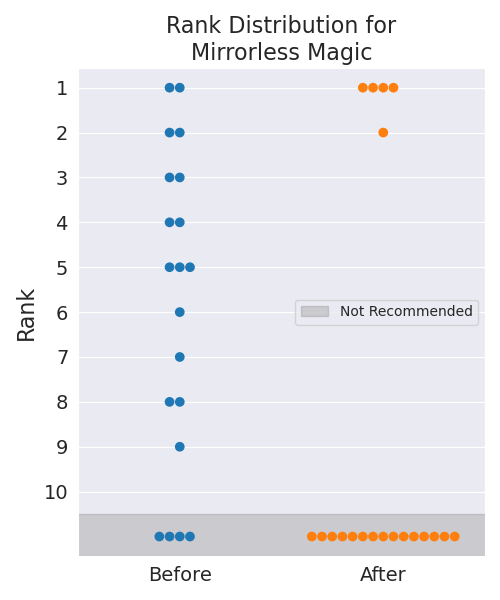 Rank Distribution for
Mirrorless Magic
Rank
1
2
3
4
5
6
7
8
9
10
Not Recommended
Before
After